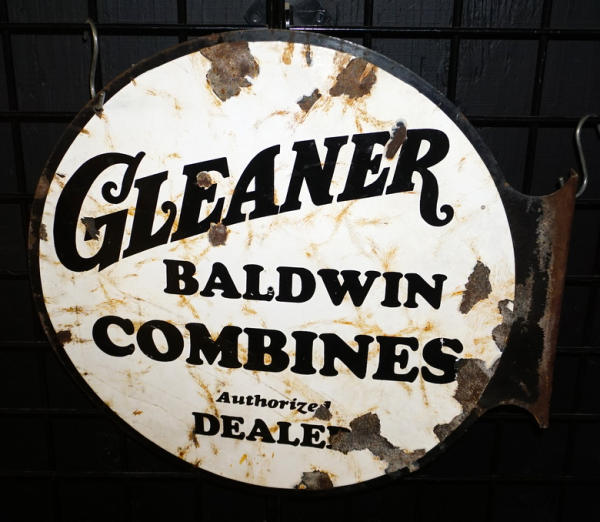 GLEANER
BALDWIN
COMBINES
Authorized
DEALER